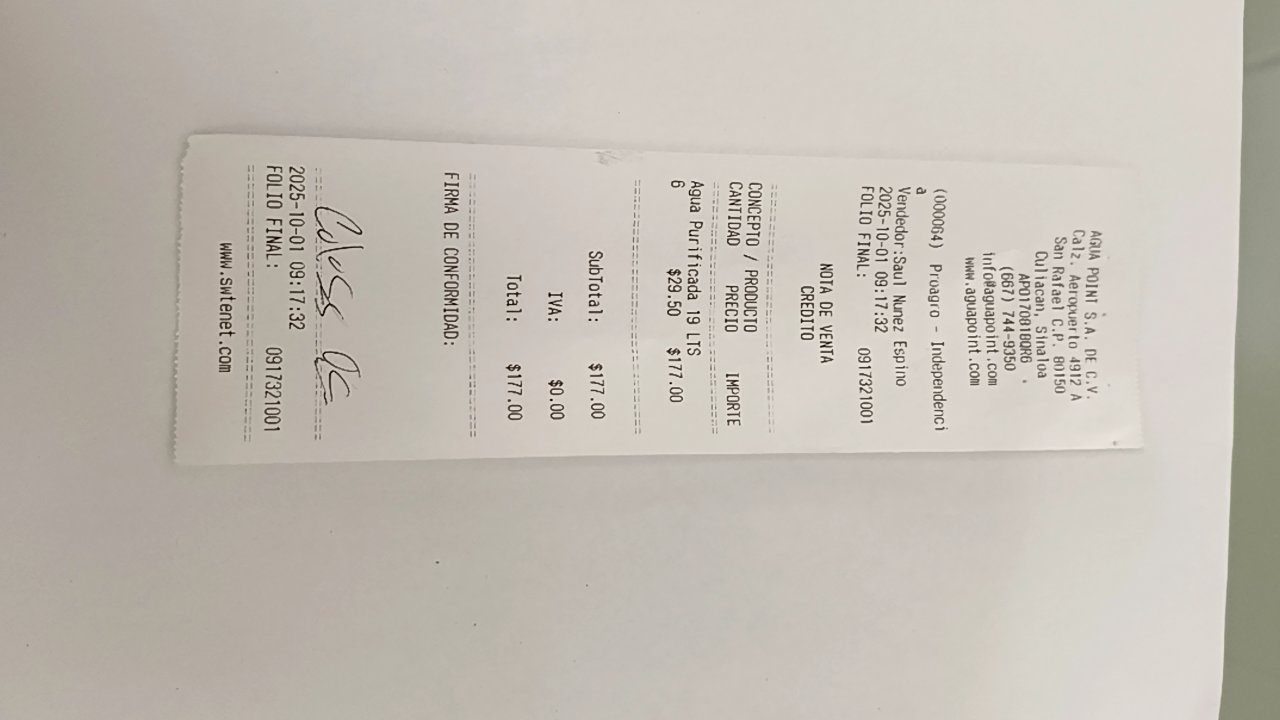 AGUA POINT S.A. DE C.V.
Calz. Aeropuerto 4912 A
San Rafael C.P. 80150
Culiacan, Sinaloa
APO170818QR6
(667) 744-9350
info@aguapoint.com
www.aguapoint.com
(000064) Proagro - Independenci
a
Vendedor:Saul Nunez Espino
2025-10-01 09:17:32
FOLIO FINAL: 0917321001
NOTA DE VENTA
CREDITO
CONCEPTO / PRODUCTO
CANTIDAD PRECIO IMPORTE
Agua Purificada 19 LTS
6 $29.50 $177.00
SubTotal: $177.00
IVA: $0.00
Total: $177.00
FIRMA DE CONFORMIDAD:
2025-10-01 09:17:32
FOLIO FINAL: 0917321001
www.swtenet.com